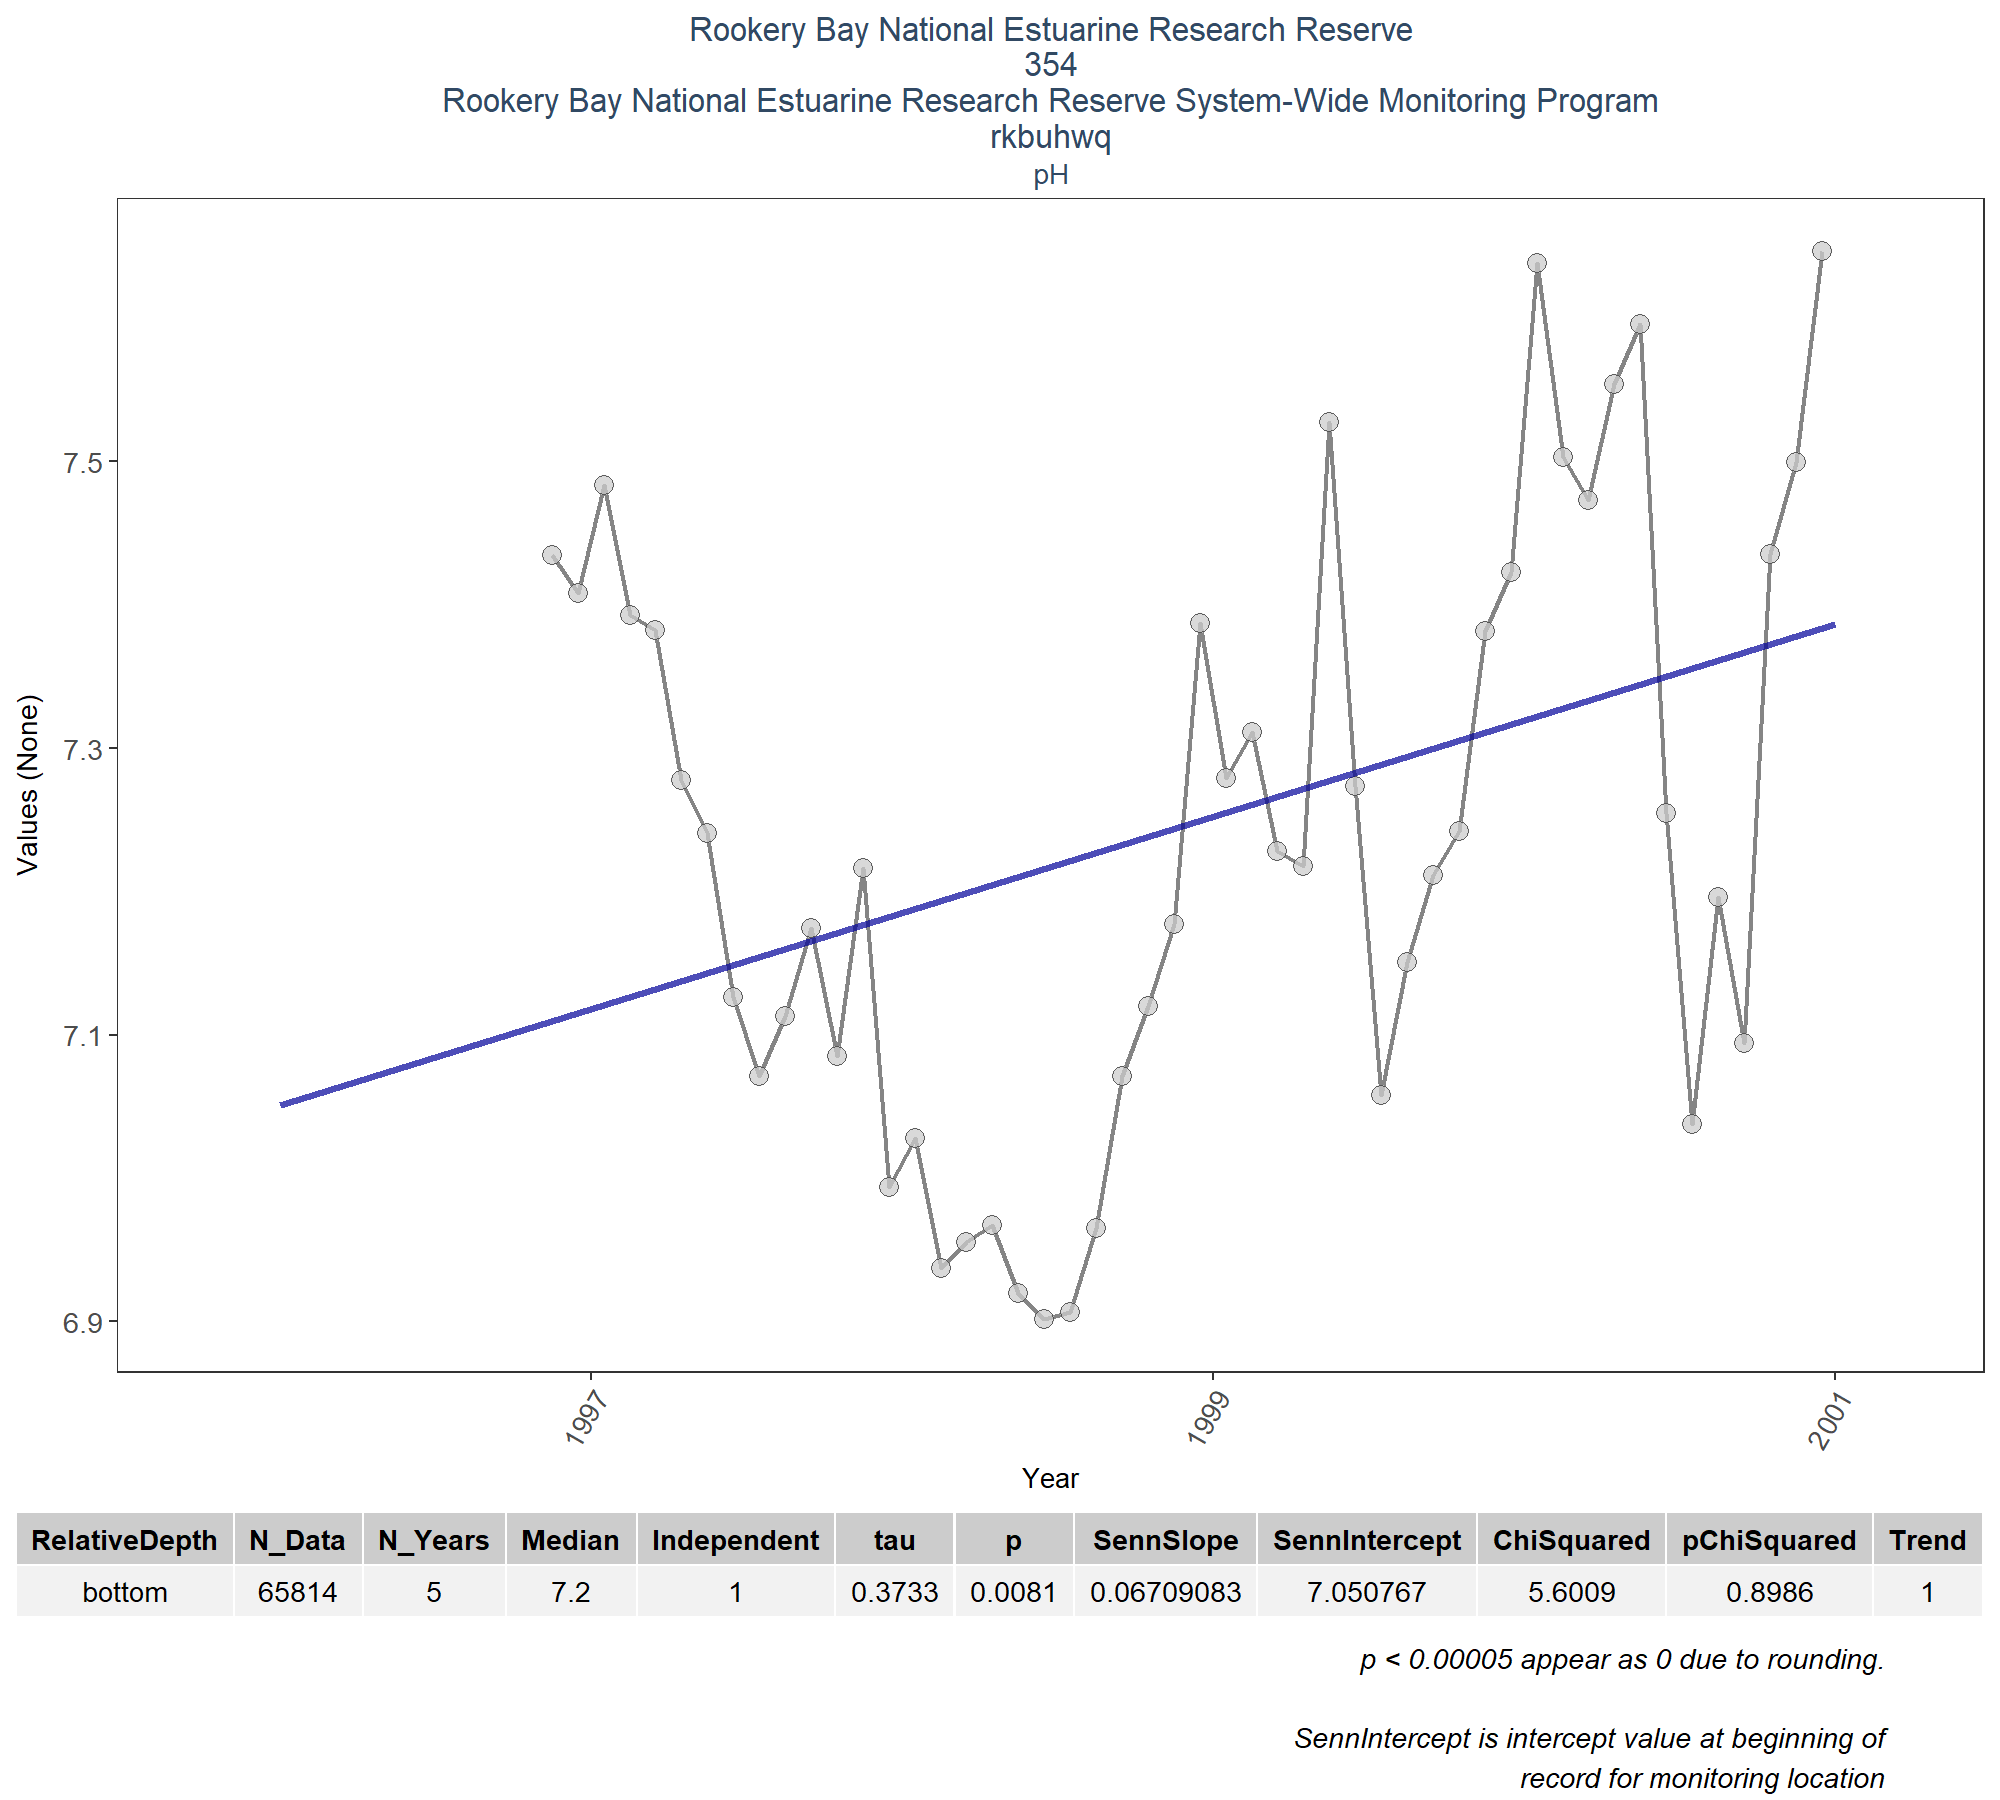 Rookery Bay National Estuarine Research Reserve
354
Rookery Bay National Estuarine Research Reserve System-Wide Monitoring Program
rkbuhwq
pH
Values (None)
7.5
7.3
7.1
6.9
1997 1999 2001
Year
RelativeDepth N_Data N_Years Median Independent tau p SennSlope SennIntercept ChiSquared pChiSquared Trend
bottom 65814 5 7.2 1 0.3733 0.0081 0.06709083 7.050767 5.6009 0.8986 1
p < 0.00005 appear as 0 due to rounding.
SennIntercept is intercept value at beginning of
record for monitoring location